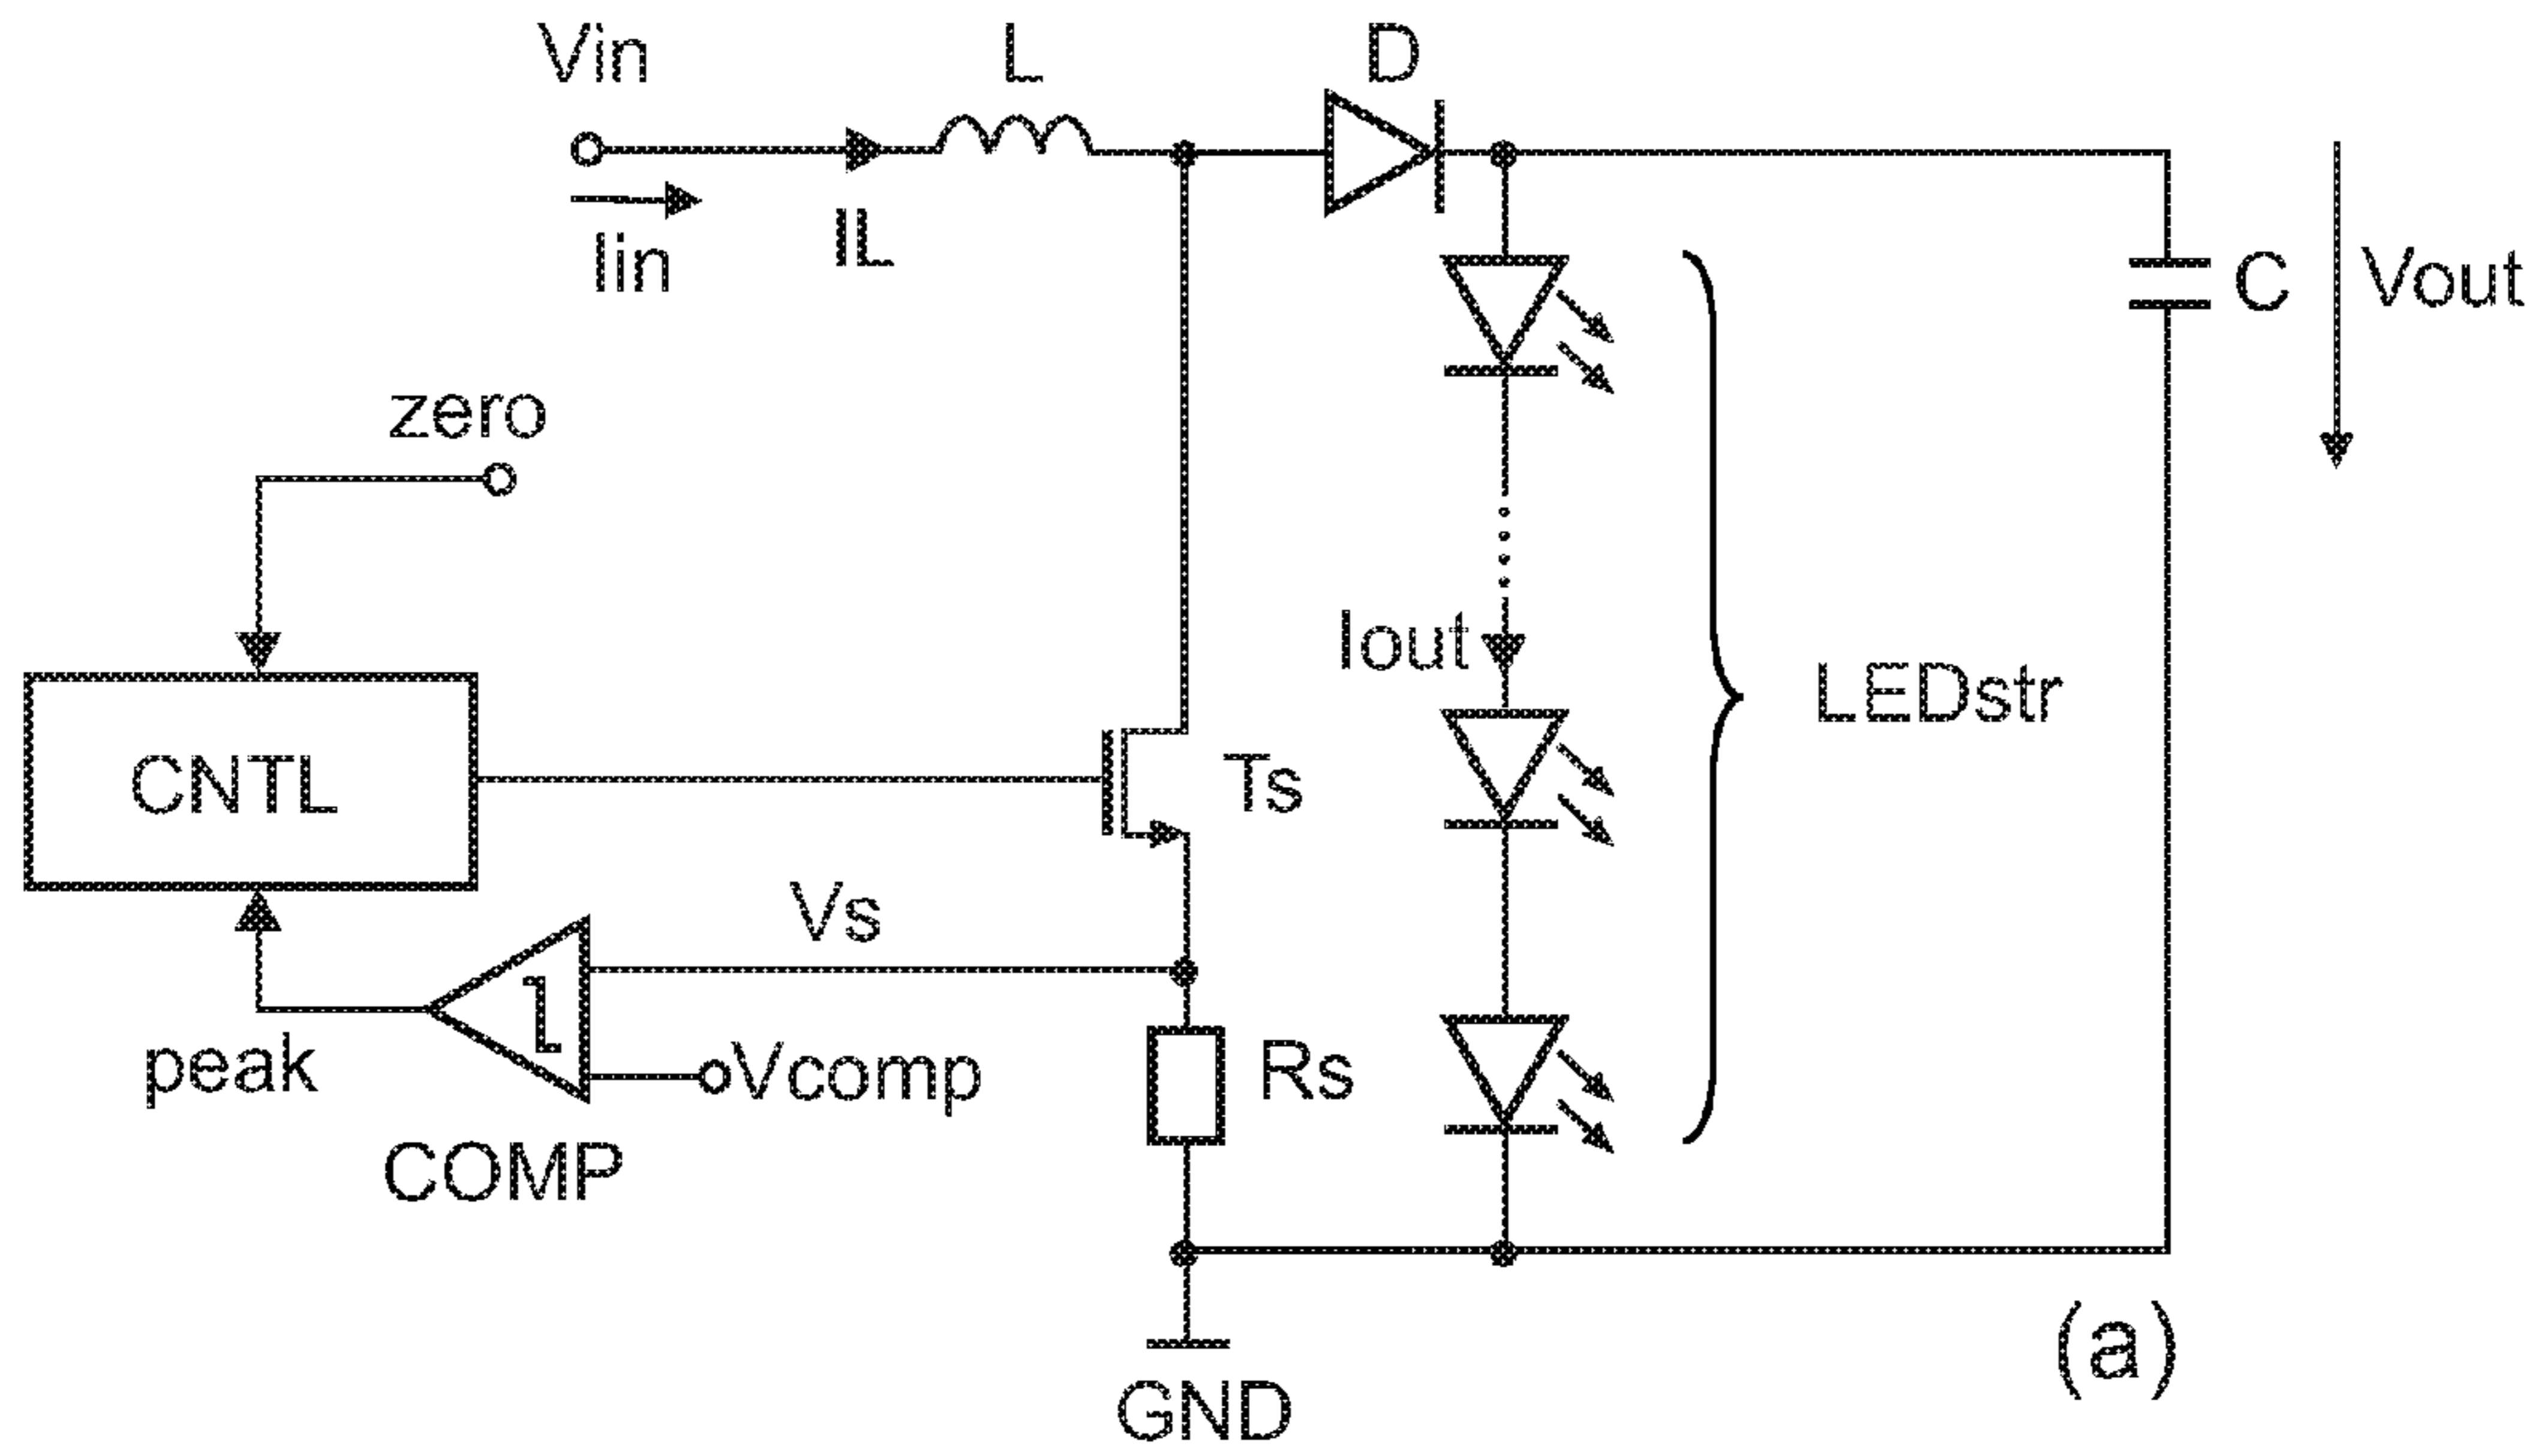 Vin
L
D
Iin
IL
C
Vout
zero
Iout
LEDstr
CNTL
Ts
Vs
peak
Vcomp
Rs
COMP
(a)
GND